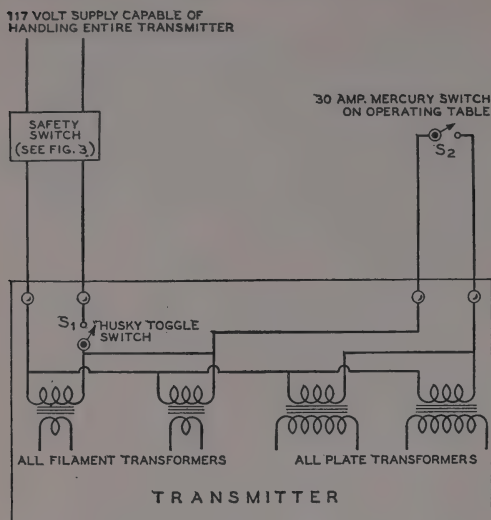 117 VOLT SUPPLY CAPABLE OF
HANDLING ENTIRE TRANSMITTER
SAFETY
SWITCH
(SEE FIG. 3)
30 AMP. MERCURY SWITCH
ON OPERATING TABLE
S2
S1
HUSKY TOGGLE
SWITCH
ALL FILAMENT TRANSFORMERS
ALL PLATE TRANSFORMERS
TRANSMITTER